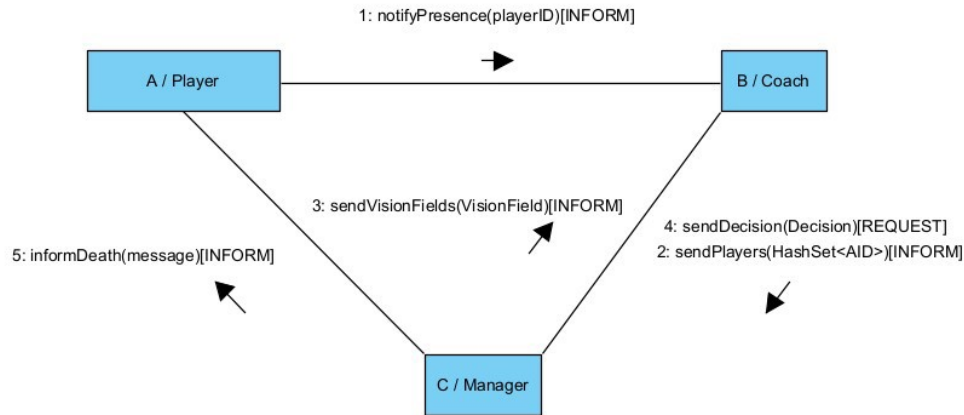 1: notifyPresence(playerID)[INFORM]
A / Player
B / Coach
3: sendVisionFields(VisionField)[INFORM]
4: sendDecision(Decision)[REQUEST]
5: informDeath(message)[INFORM]
2: sendPlayers(HashSet<AID>)[INFORM]
C / Manager